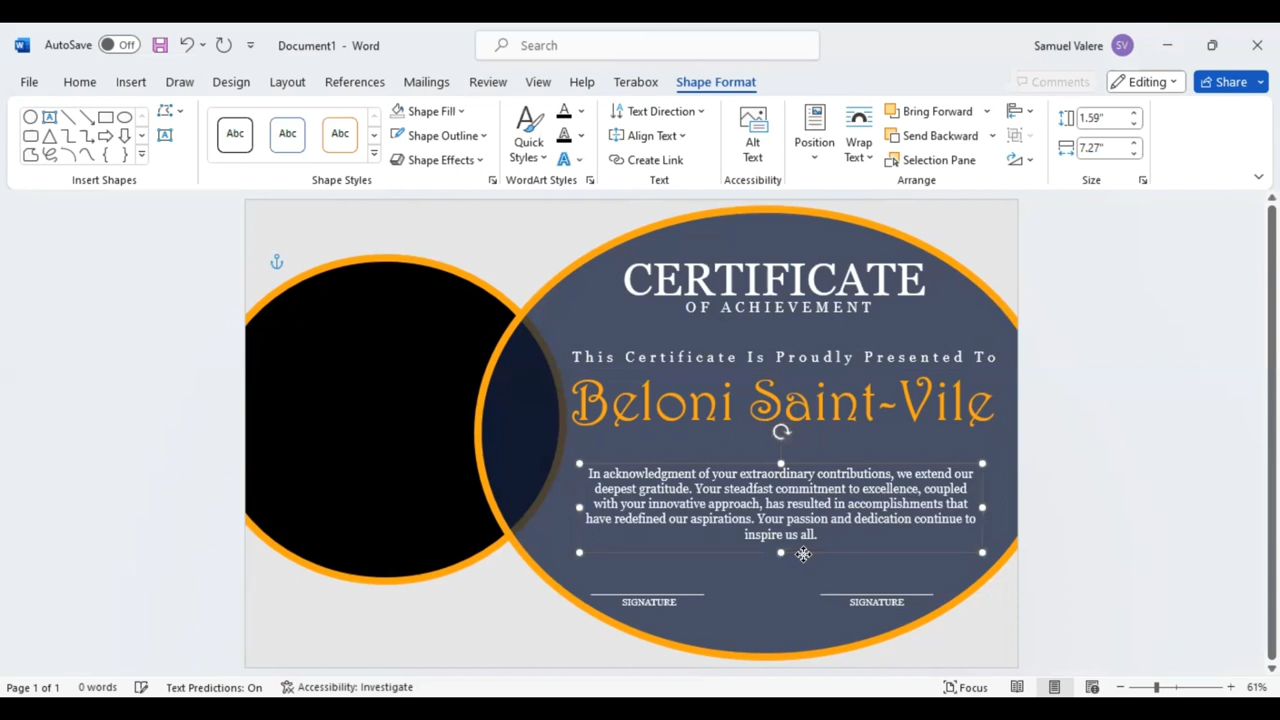 AutoSave Off Document1 - Word Search Samuel Valere SV
File Home Insert Draw Design Layout References Mailings Review View Help Terabox Shape Format Comments Editing Share
Abc Abc Abc
Shape Fill
Shape Outline
Shape Effects
Quick
Styles
Text Direction
Align Text
Create Link
Alt
Text
Position
Wrap
Text
Bring Forward
Send Backward
Selection Pane
1.59"
7.27"
Insert Shapes Shape Styles WordArt Styles Text Accessibility Arrange Size
CERTIFICATE
OF ACHIEVEMENT
This Certificate Is Proudly Presented To
Beloni Saint-Vile
In acknowledgment of your extraordinary contributions, we extend our
deepest gratitude. Your steadfast commitment to excellence, coupled
with your innovative approach, has resulted in accomplishments that
have redefined our aspirations. Your passion and dedication continue to
inspire us all.
SIGNATURE SIGNATURE
Page 1 of 1 0 words Text Predictions: On Accessibility: Investigate Focus 61%